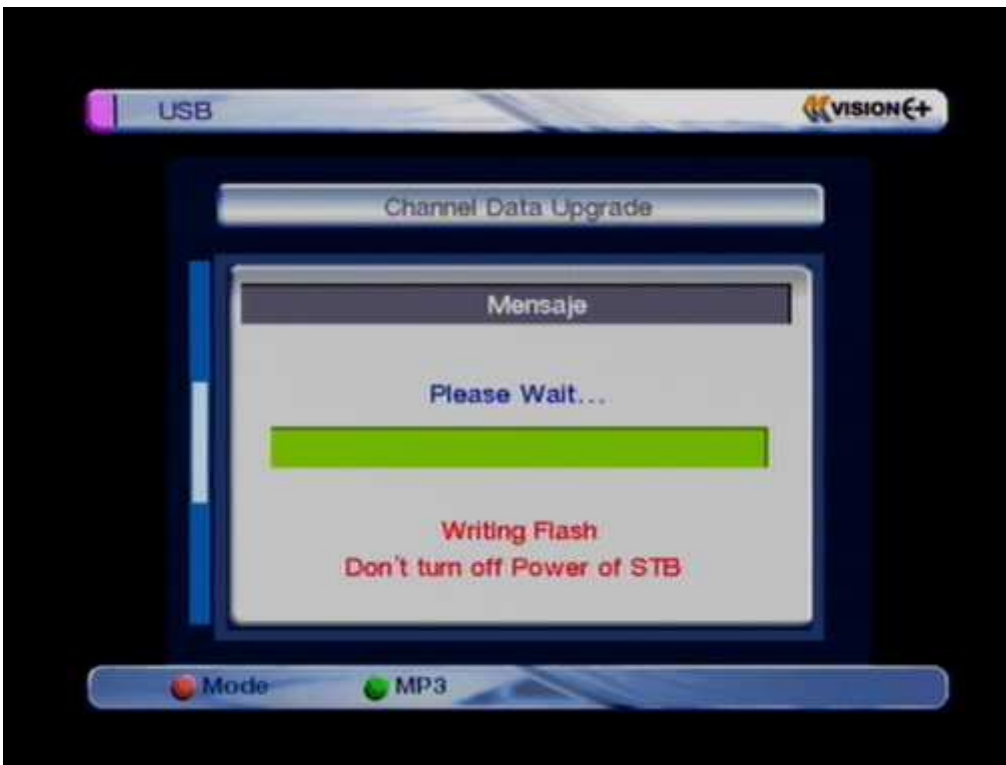 USB
VISION E+
Channel Data Upgrade
Mensaje
Please Wait...
Writing Flash
Don't turn off Power of STB
Mode
MP3